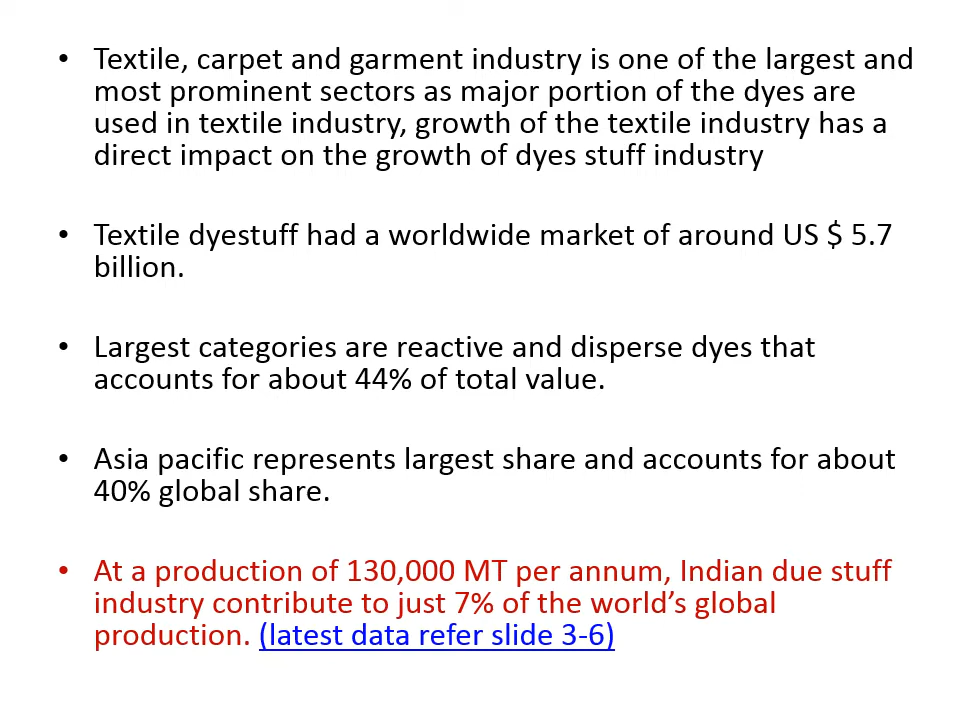 • Textile, carpet and garment industry is one of the largest and
most prominent sectors as major portion of the dyes are
used in textile industry, growth of the textile industry has a
direct impact on the growth of dyes stuff industry
• Textile dyestuff had a worldwide market of around US $ 5.7
billion.
• Largest categories are reactive and disperse dyes that
accounts for about 44% of total value.
• Asia pacific represents largest share and accounts for about
40% global share.
• At a production of 130,000 MT per annum, Indian due stuff
industry contribute to just 7% of the world’s global
production. (latest data refer slide 3-6)